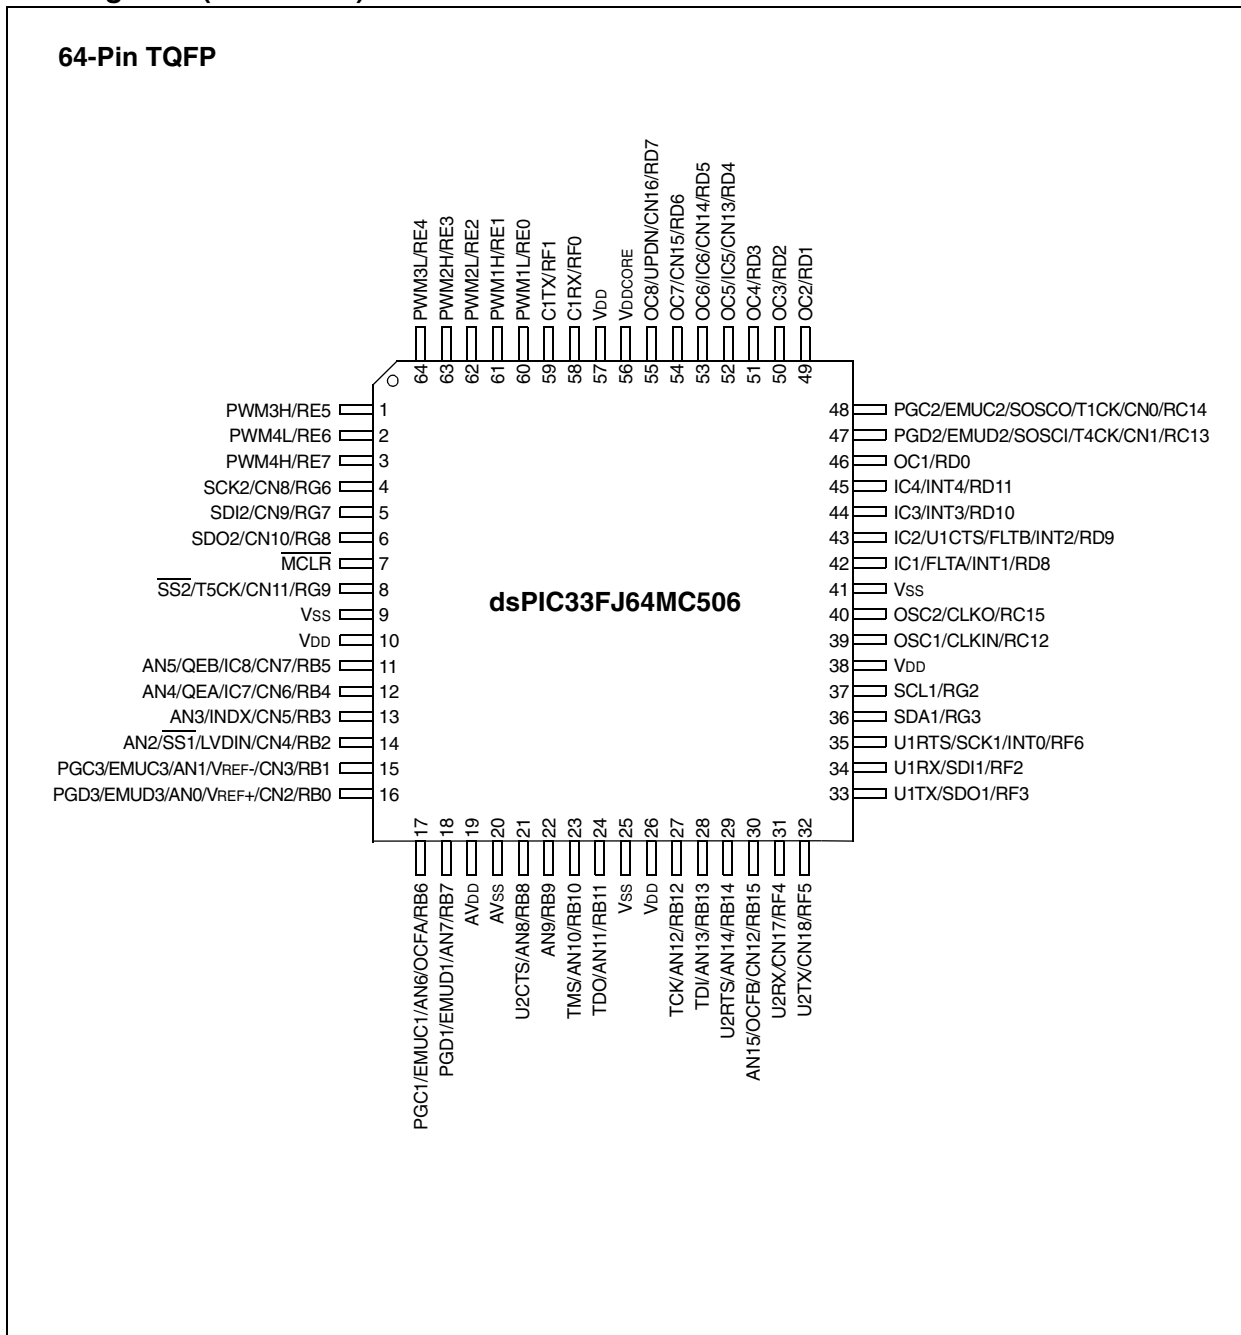 64-Pin TQFP
PWM3L/RE4
PWM2H/RE3
PWM2L/RE2
PWM1H/RE1
PWM1L/RE0
C1TX/RF1
C1RX/RF0
VDD
VDDCORE
OC8/UPDN/CN16/RD7
OC7/CN15/RD6
OC6/IC6/CN14/RD5
OC5/IC5/CN13/RD4
OC4/RD3
OC3/RD2
OC2/RD1
64 63 62 61 60 59 58 57 56 55 54 53 52 51 50 49
PWM3H/RE5 1
PWM4L/RE6 2
PWM4H/RE7 3
SCK2/CN8/RG6 4
SDI2/CN9/RG7 5
SDO2/CN10/RG8 6
MCLR 7
SS2/T5CK/CN11/RG9 8
VSS 9
VDD 10
AN5/QEB/IC8/CN7/RB5 11
AN4/QEA/IC7/CN6/RB4 12
AN3/INDX/CN5/RB3 13
AN2/SS1/LVDIN/CN4/RB2 14
PGC3/EMUC3/AN1/VREF-/CN3/RB1 15
PGD3/EMUD3/AN0/VREF+/CN2/RB0 16
dsPIC33FJ64MC506
48 PGC2/EMUC2/SOSCO/T1CK/CN0/RC14
47 PGD2/EMUD2/SOSCI/T4CK/CN1/RC13
46 OC1/RD0
45 IC4/INT4/RD11
44 IC3/INT3/RD10
43 IC2/U1CTS/FLTB/INT2/RD9
42 IC1/FLTA/INT1/RD8
41 VSS
40 OSC2/CLKO/RC15
39 OSC1/CLKIN/RC12
38 VDD
37 SCL1/RG2
36 SDA1/RG3
35 U1RTS/SCK1/INT0/RF6
34 U1RX/SDI1/RF2
33 U1TX/SDO1/RF3
17 18 19 20 21 22 23 24 25 26 27 28 29 30 31 32
PGC1/EMUC1/AN6/OCFA/RB6
PGD1/EMUD1/AN7/RB7
AVDD
AVSS
U2CTS/AN8/RB8
AN9/RB9
TMS/AN10/RB10
TDO/AN11/RB11
VSS
VDD
TCK/AN12/RB12
TDI/AN13/RB13
U2RTS/AN14/RB14
AN15/OCFB/CN12/RB15
U2RX/CN17/RF4
U2TX/CN18/RF5